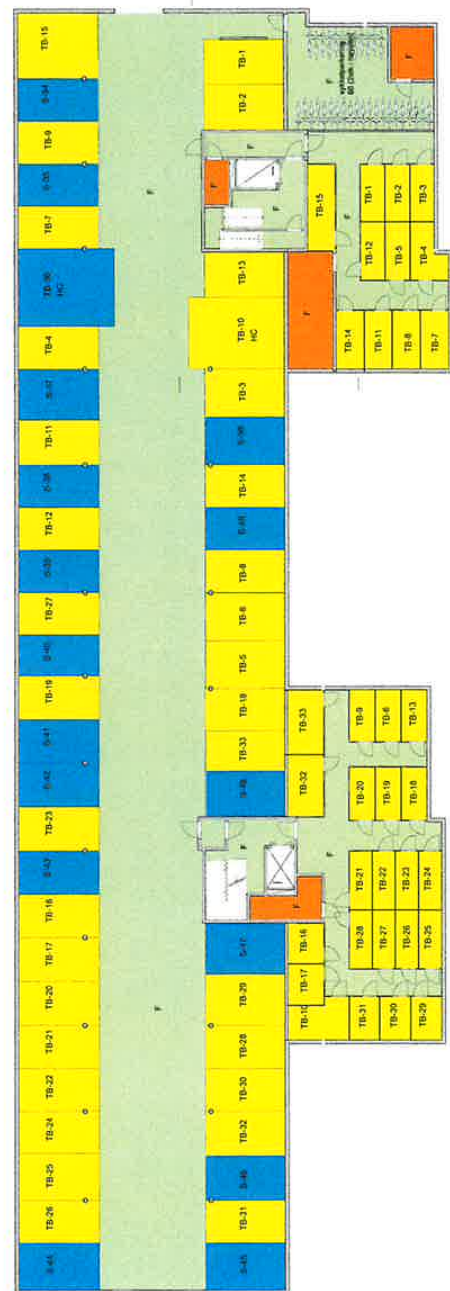 TB-15
S-34
TB-9
S-35
TB-7
TB-36
HC
TB-4
S-37
TB-11
S-38
TB-12
S-39
TB-27
S-40
TB-19
S-41
S-42
TB-23
S-43
TB-16
TB-17
TB-20
TB-21
TB-22
TB-24
TB-25
TB-26
S-44
F
F
F
TB-1
TB-2
F
F
F
TB-13
TB-10
HC
TB-3
TB-14
TB-8
TB-6
TB-5
TB-18
TB-33
F
F
S-47
TB-29
TB-28
TB-30
TB-32
S-46
TB-31
S-45
F
F
F
TB-15
TB-1
TB-2
TB-3
TB-12
TB-5
TB-4
F
TB-14
TB-11
TB-8
TB-7
TB-33
TB-32
TB-9
TB-6
TB-13
TB-20
TB-19
TB-18
F
TB-21
TB-22
TB-23
TB-24
TB-28
TB-27
TB-26
TB-25
TB-16
TB-17
TB-10
TB-31
TB-30
TB-29